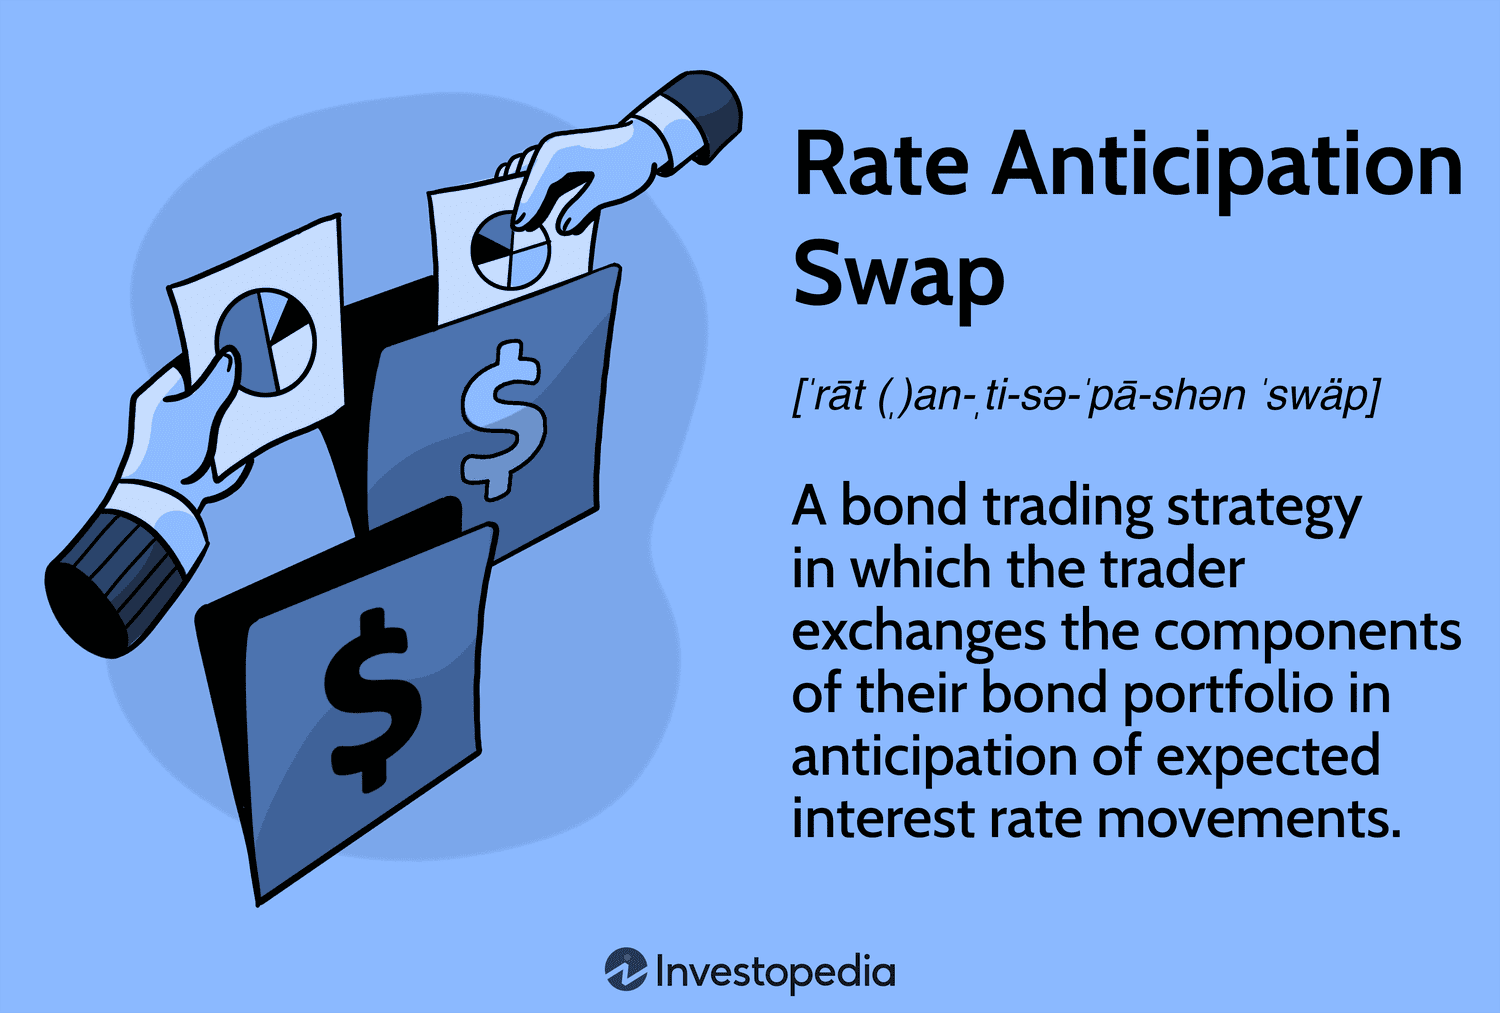 Rate Anticipation
Swap
[ˈrāt (ˌ)an-ˌti-sə-ˈpā-shən ˈswäp]
A bond trading strategy
in which the trader
exchanges the components
of their bond portfolio in
anticipation of expected
interest rate movements.
$
$
Investopedia